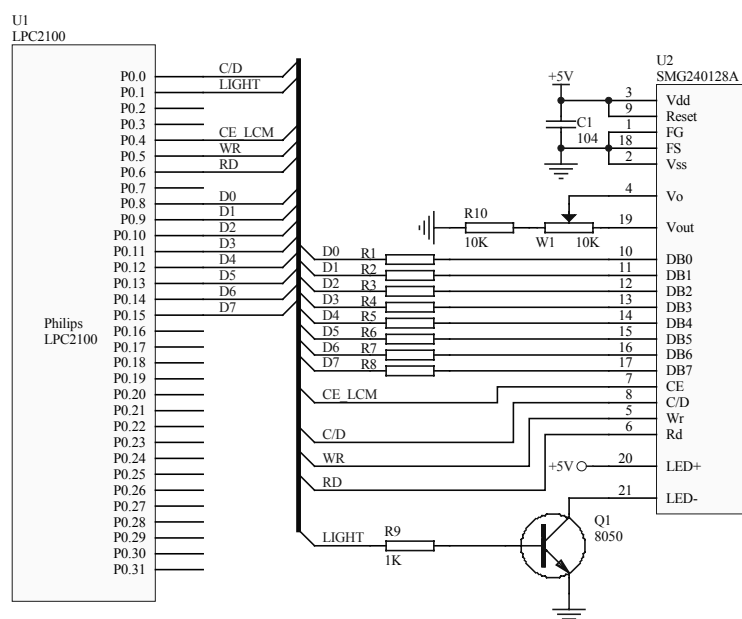 U1
LPC2100
P0.0 C/D
P0.1 LIGHT
P0.2
P0.3
P0.4 CE_LCM
P0.5 WR
P0.6 RD
P0.7
P0.8 D0
P0.9 D1
P0.10 D2
P0.11 D3
P0.12 D4
P0.13 D5
P0.14 D6
P0.15 D7
P0.16
P0.17
P0.18
P0.19
P0.20
P0.21
P0.22
P0.23
P0.24
P0.25
P0.26
P0.27
P0.28
P0.29
P0.30
P0.31
Philips
LPC2100
U2
SMG240128A
+5V
C1
104
3 Vdd
9 Reset
1 FG
18 FS
2 Vss
4 Vo
19 Vout
R10
10K
W1 10K
D0 R1 10 DB0
D1 R2 11 DB1
D2 R3 12 DB2
D3 R4 13 DB3
D4 R5 14 DB4
D5 R6 15 DB5
D6 R7 16 DB6
D7 R8 17 DB7
CE_LCM 7 CE
C/D 8 C/D
WR 5 Wr
RD 6 Rd
+5V 20 LED+
21 LED-
LIGHT R9
1K
Q1
8050